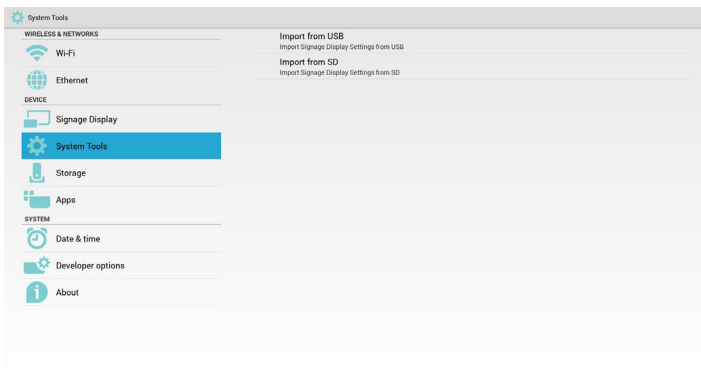 System Tools
WIRELESS & NETWORKS
Wi-Fi
Ethernet
DEVICE
Signage Display
System Tools
Storage
Apps
SYSTEM
Date & time
Developer options
About
Import from USB
Import Signage Display Settings from USB
Import from SD
Import Signage Display Settings from SD